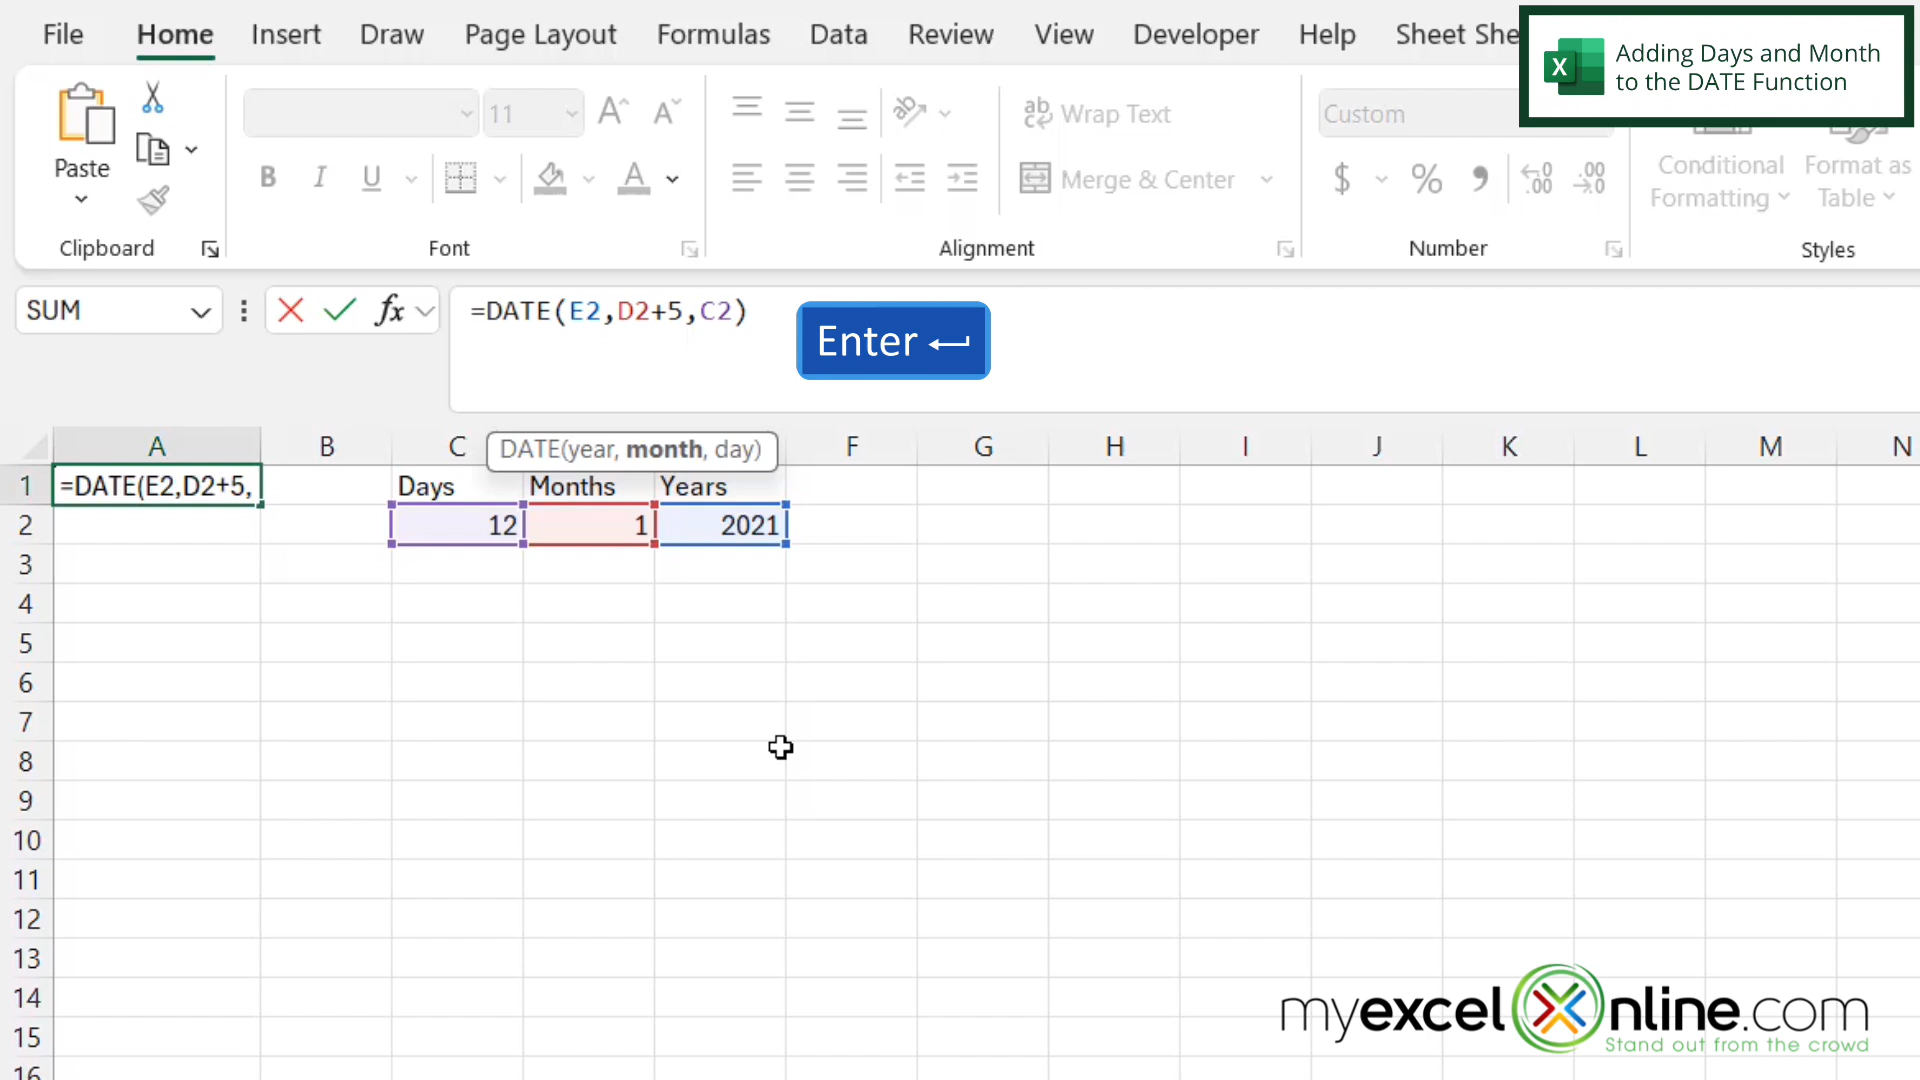 File Home Insert Draw Page Layout Formulas Data Review View Developer Help Sheet She
Adding Days and Month
to the DATE Function
Paste
11
Wrap Text
Custom
Merge & Center
Conditional
Formatting
Format as
Table
Clipboard Font Alignment Number Styles
SUM
fx
=DATE(E2,D2+5,C2)
Enter
A B C F G H I J K L M N
DATE(year, month, day)
1 =DATE(E2,D2+5, Days Months Years
2 12 1 2021
3
4
5
6
7
8
9
10
11
12
13
14
15
16
myexcelonline.com
Stand out from the crowd